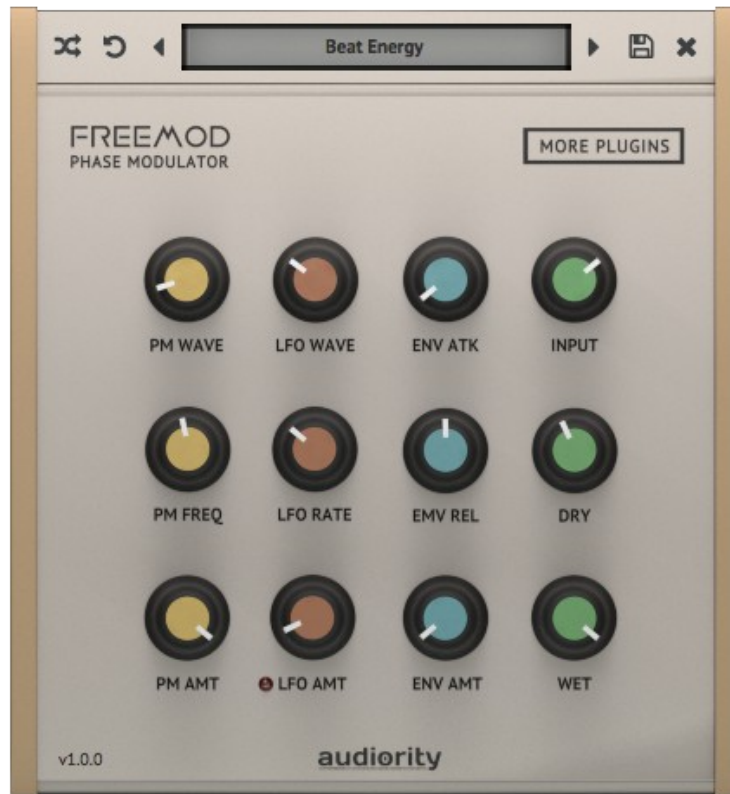 Beat Energy
FREEMOD
PHASE MODULATOR
MORE PLUGINS
PM WAVE
LFO WAVE
ENV ATK
INPUT
PM FREQ
LFO RATE
EMV REL
DRY
PM AMT
LFO AMT
ENV AMT
WET
v1.0.0
audiority